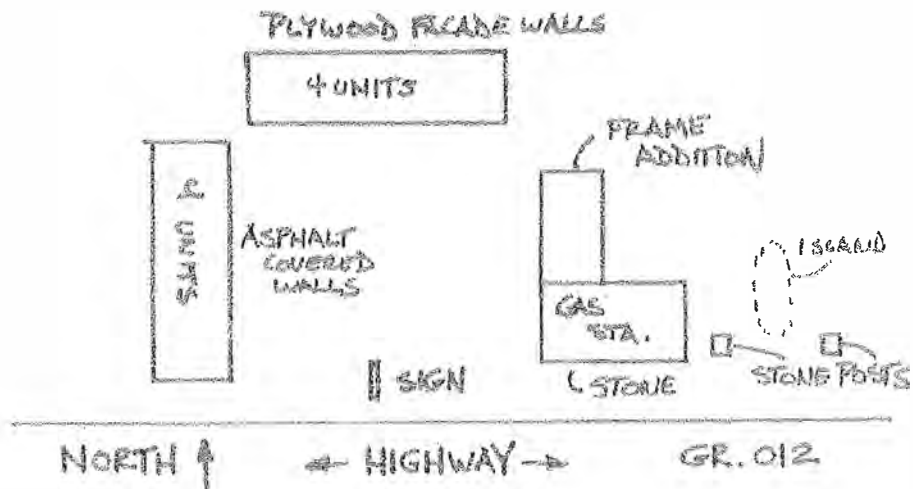 PLYWOOD FACADE WALLS
4 UNITS
FRAME
ADDITION
UNITS
ASPHALT
COVERED
WALLS
ISLAND
GAS
STA.
SIGN
STONE
STONE POSTS
NORTH
HIGHWAY
GR. 012